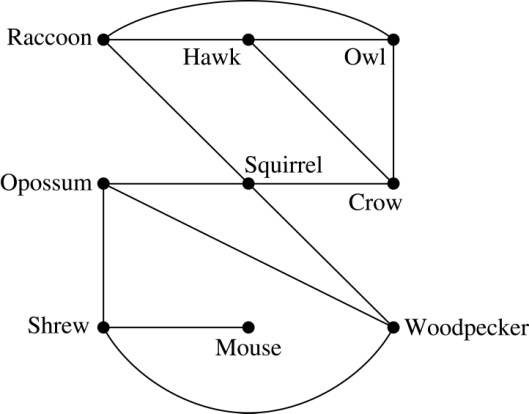 Raccoon
Hawk
Owl
Squirrel
Opossum
Crow
Shrew
Mouse
Woodpecker